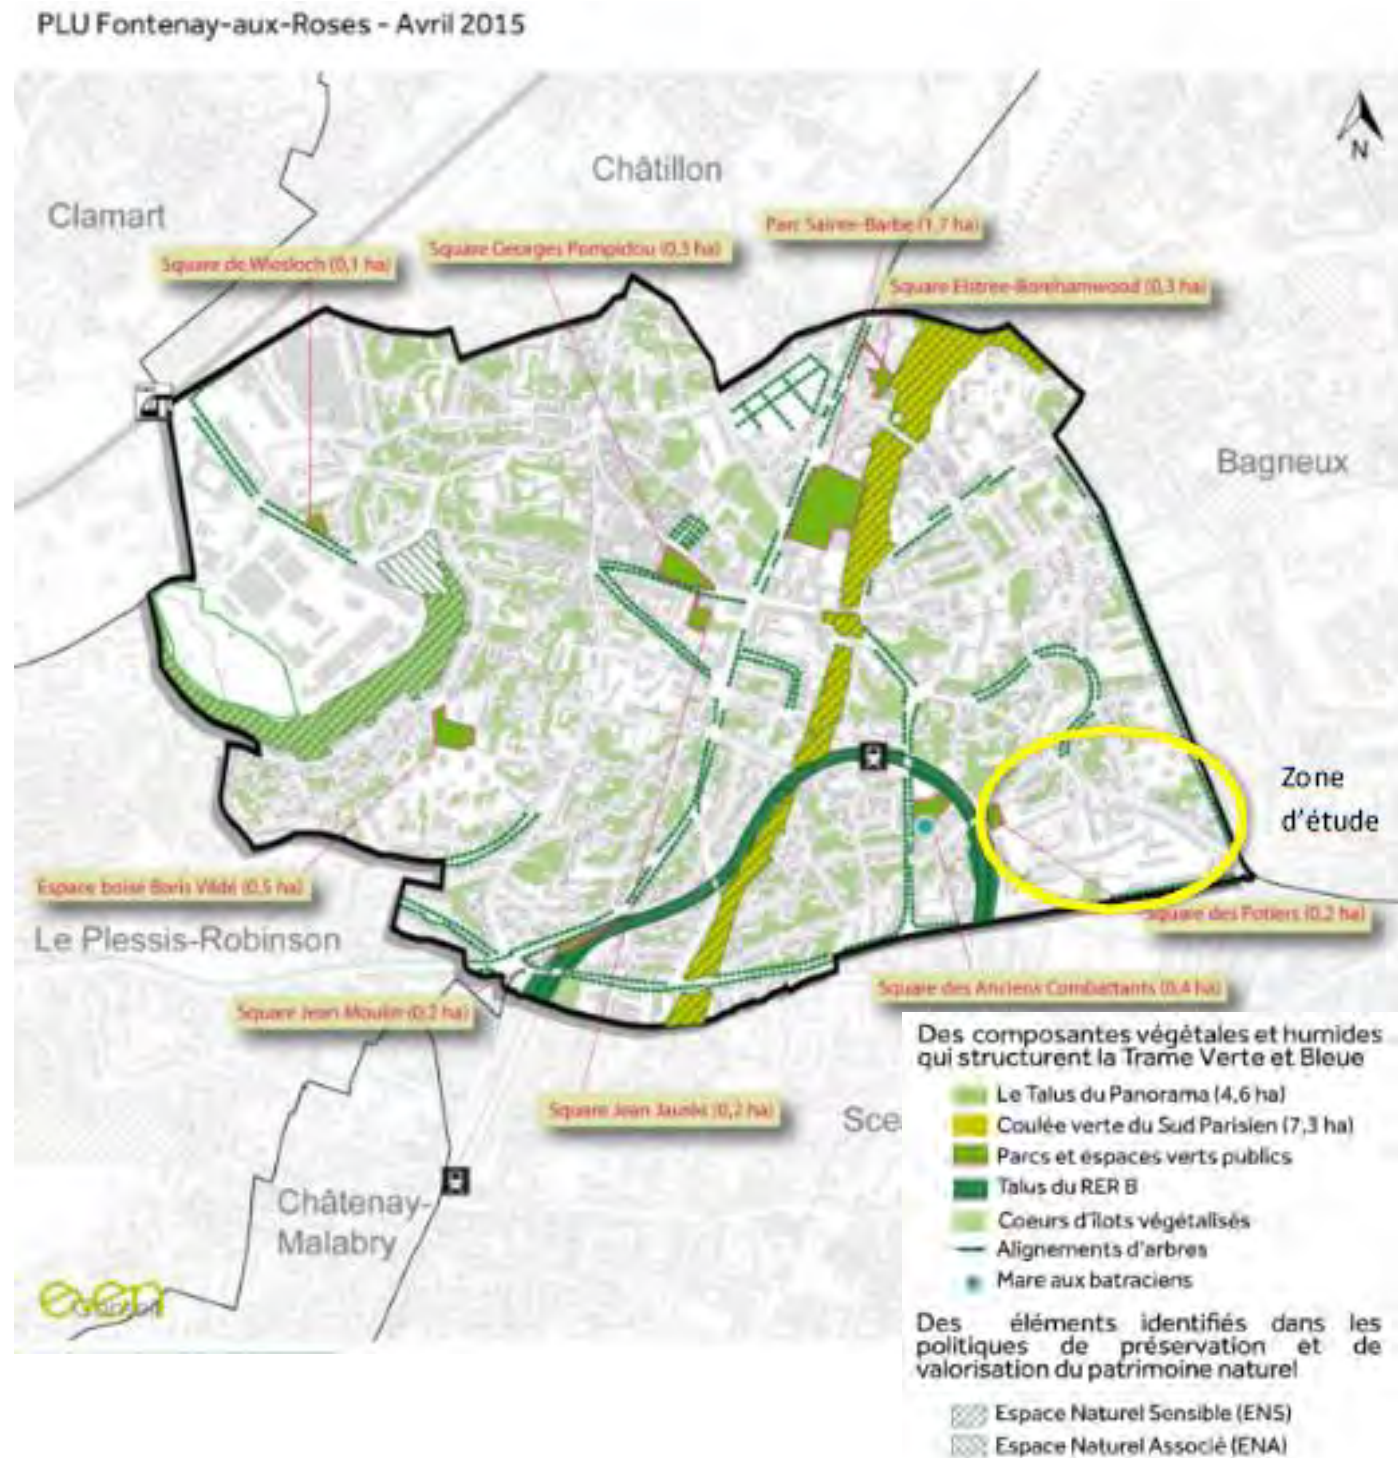 PLU Fontenay-aux-Roses - Avril 2015
Châtillon
Clamart
N
Parc Sainte-Barbe (1,7 ha)
Square Georges Pompidou (0,3 ha)
Square de Wiesloch (0,1 ha)
Square Elstree-Borehamwood (0,3 ha)
Bagneux
Zone
d'étude
Espace boisé Boris Vildé (0,5 ha)
Square des Potiers (0,2 ha)
Le Plessis-Robinson
Square des Anciens Combattants (0,4 ha)
Square Jean Moulin (0,2 ha)
Square Jean Jaurès (0,2 ha)
Sce
Châtenay-
Malabry
even
Conseil
Des composantes végétales et humides
qui structurent la Trame Verte et Bleue
Le Talus du Panorama (4,6 ha)
Coulée verte du Sud Parisien (7,3 ha)
Parcs et espaces verts publics
Talus du RER B
Coeurs d'îlots végétalisés
Alignements d'arbres
Mare aux batraciens
Des éléments identifiés dans les
politiques de préservation et de
valorisation du patrimoine naturel
Espace Naturel Sensible (ENS)
Espace Naturel Associé (ENA)